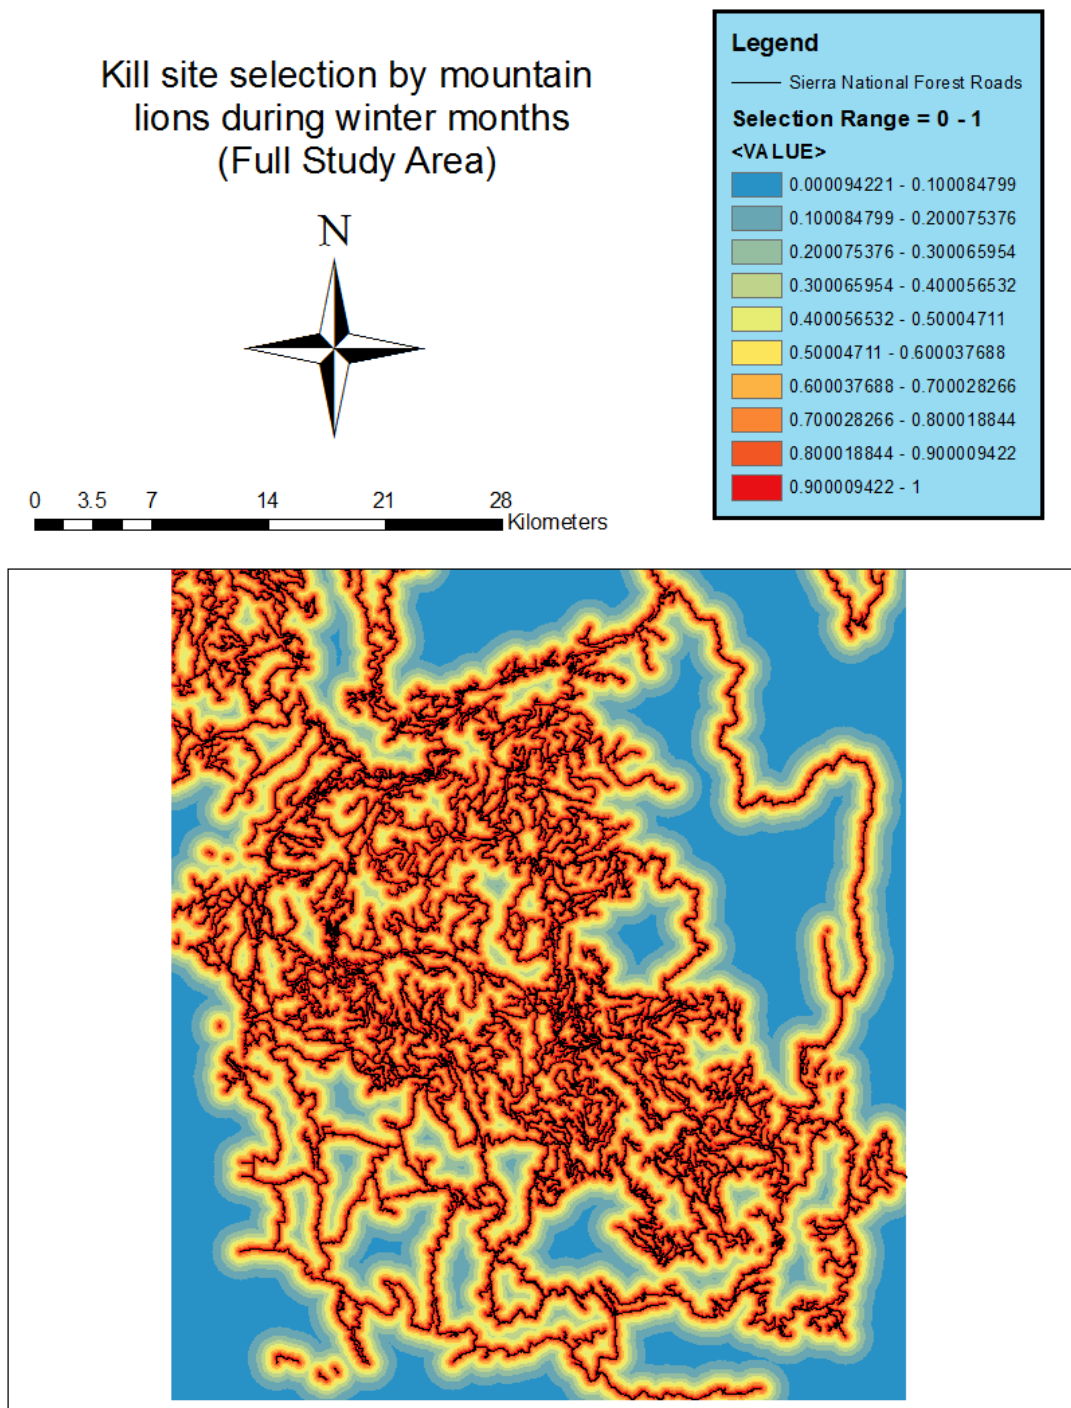 Kill site selection by mountain
lions during winter months
(Full Study Area)
N
0 3.5 7 14 21 28
Kilometers
Legend
Sierra National Forest Roads
Selection Range = 0 - 1
<VALUE>
0.000094221 - 0.100084799
0.100084799 - 0.200075376
0.200075376 - 0.300065954
0.300065954 - 0.400056532
0.400056532 - 0.50004711
0.50004711 - 0.600037688
0.600037688 - 0.700028266
0.700028266 - 0.800018844
0.800018844 - 0.900009422
0.900009422 - 1